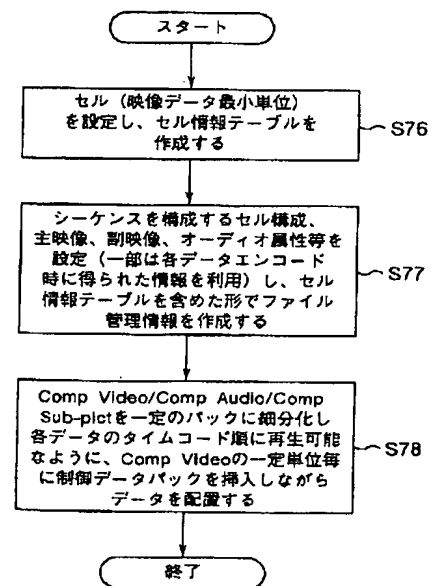 スタート
セル（映像データ最小単位）
を設定し、セル情報テーブルを
作成する
S76
シーケンスを構成するセル構成、
主映像、副映像、オーディオ属性等を
設定（一部は各データエンコード
時に得られた情報を利用）し、セル
情報テーブルを含めた形でファイル
管理情報を作成する
S77
Comp Video/Comp Audio/Comp
Sub-pictを一定のパックに細分化し
各データのタイムコード順に再生可能
なように、Comp Videoの一定単位毎
に制御データパックを挿入しながら
データを配置する
S78
終了